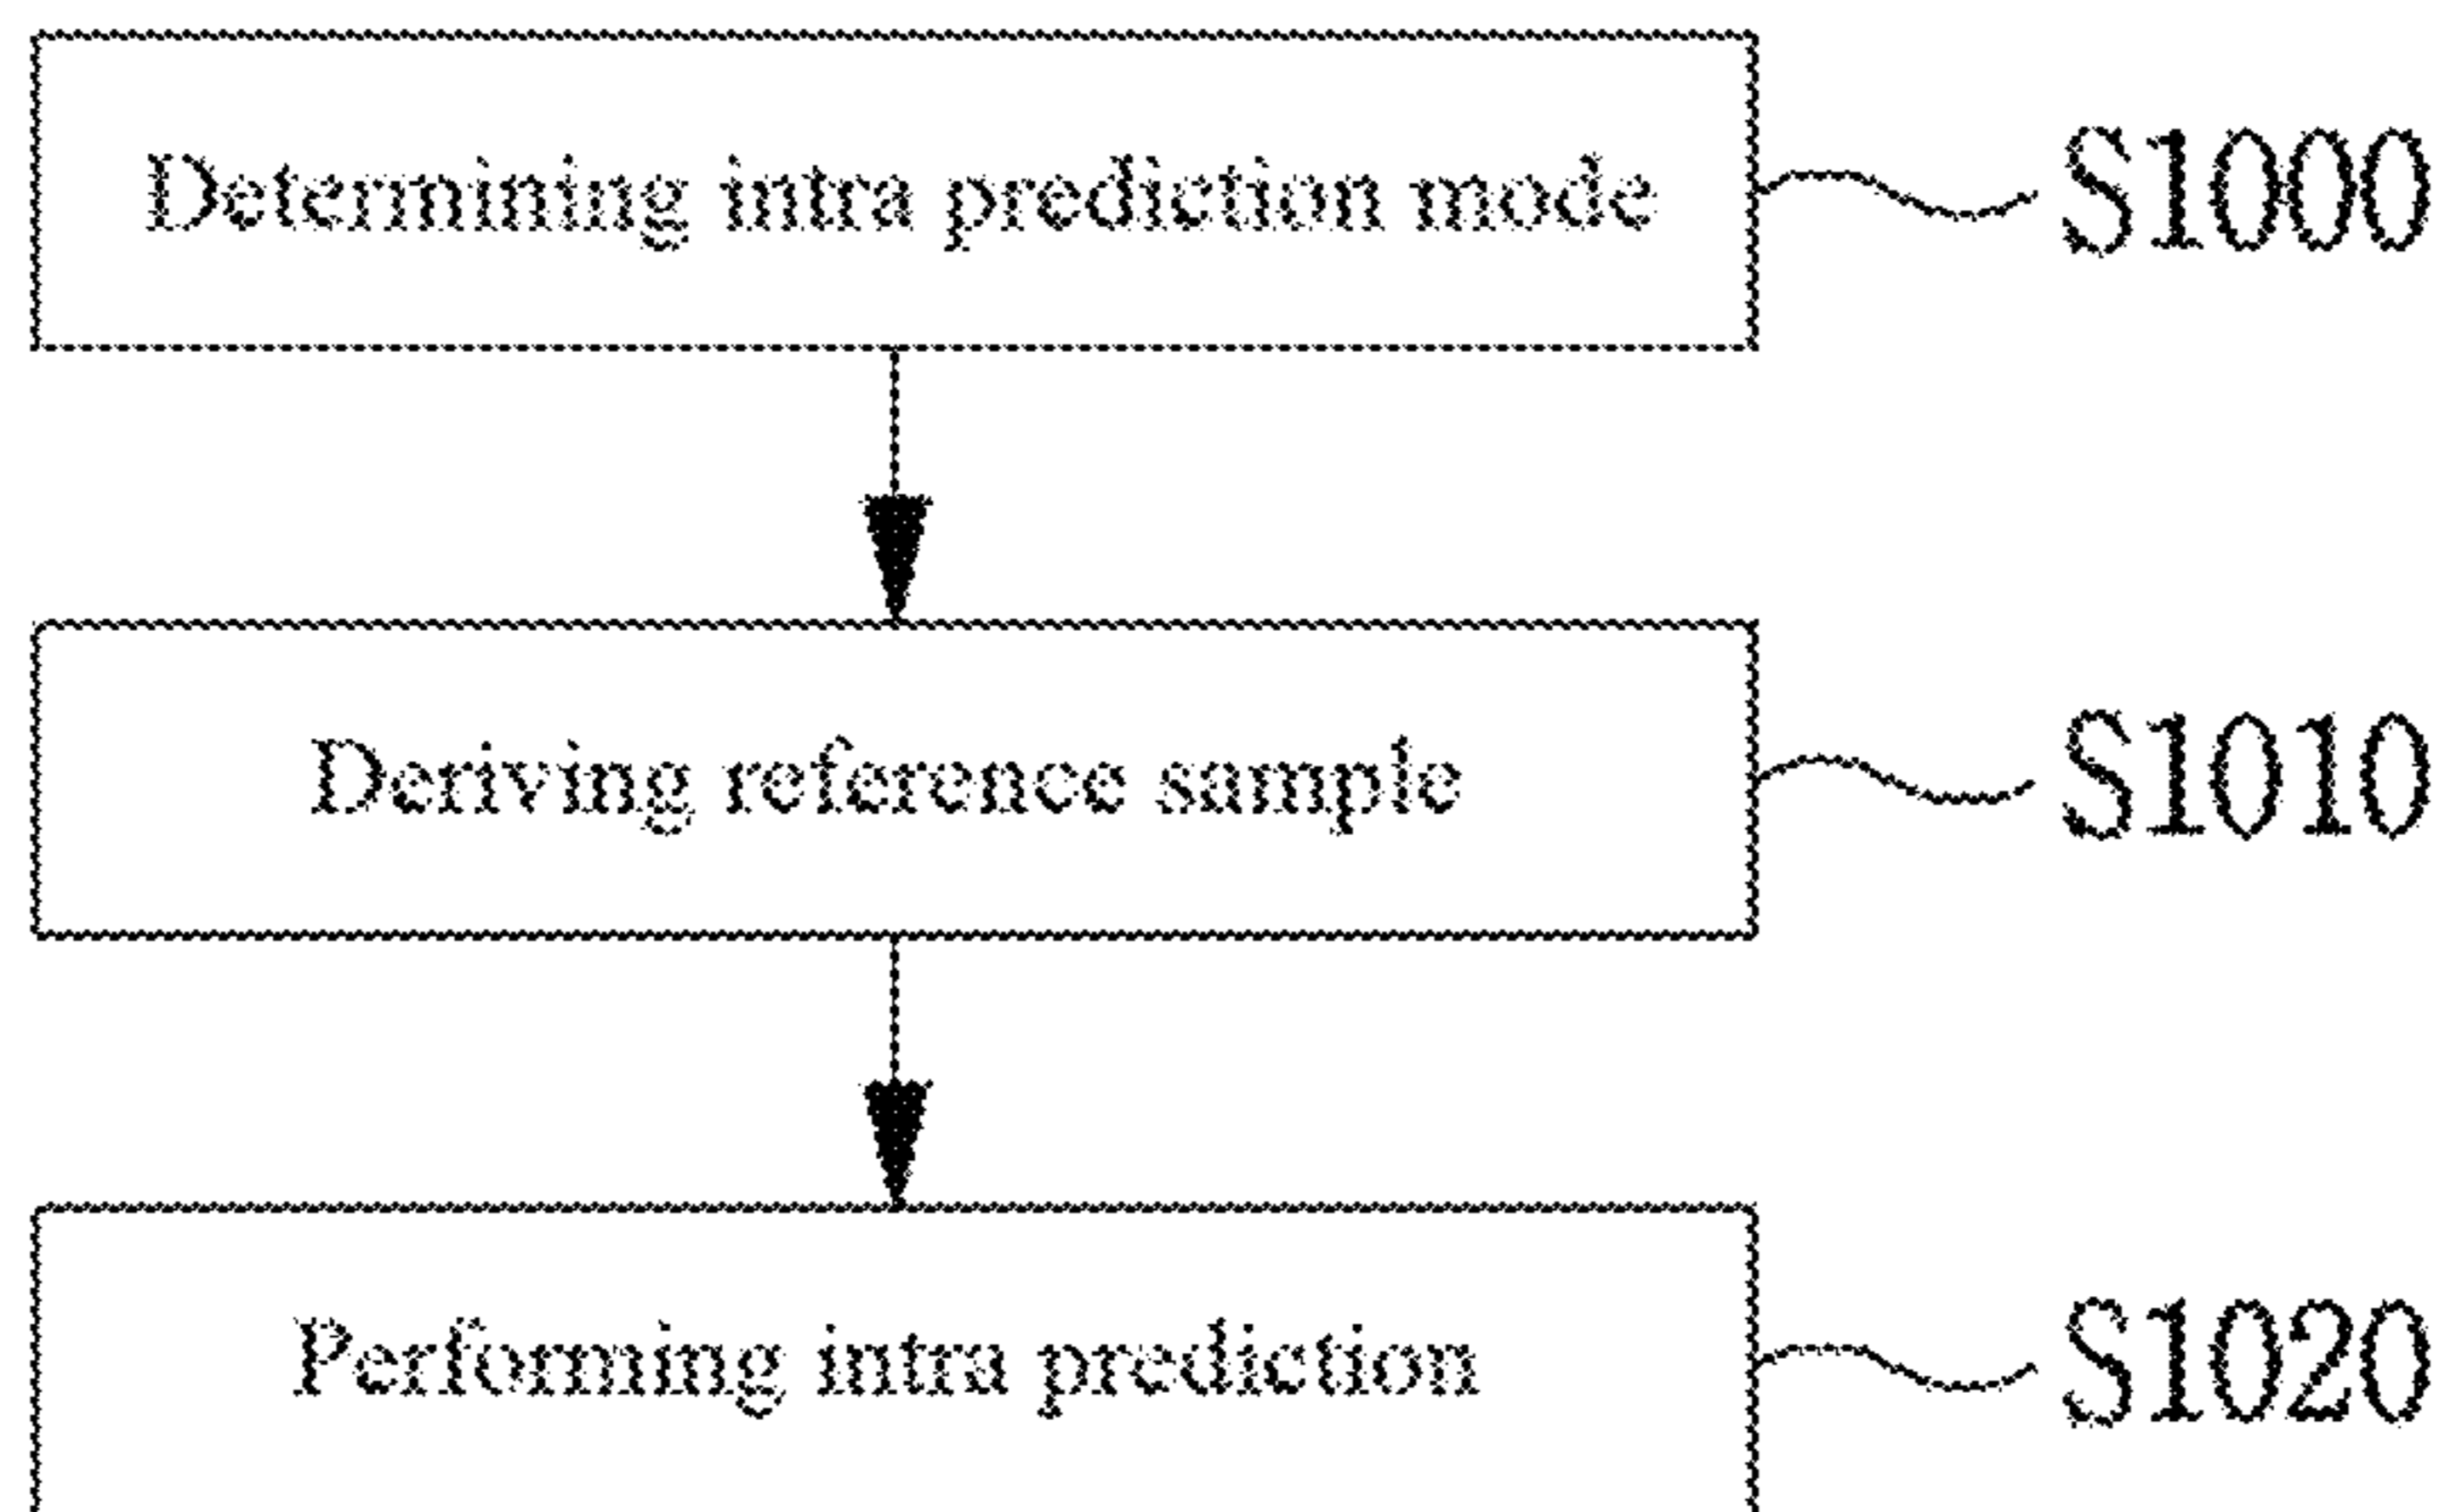 Determining intra prediction mode S1000
Deriving reference sample S1010
Performing intra prediction S1020